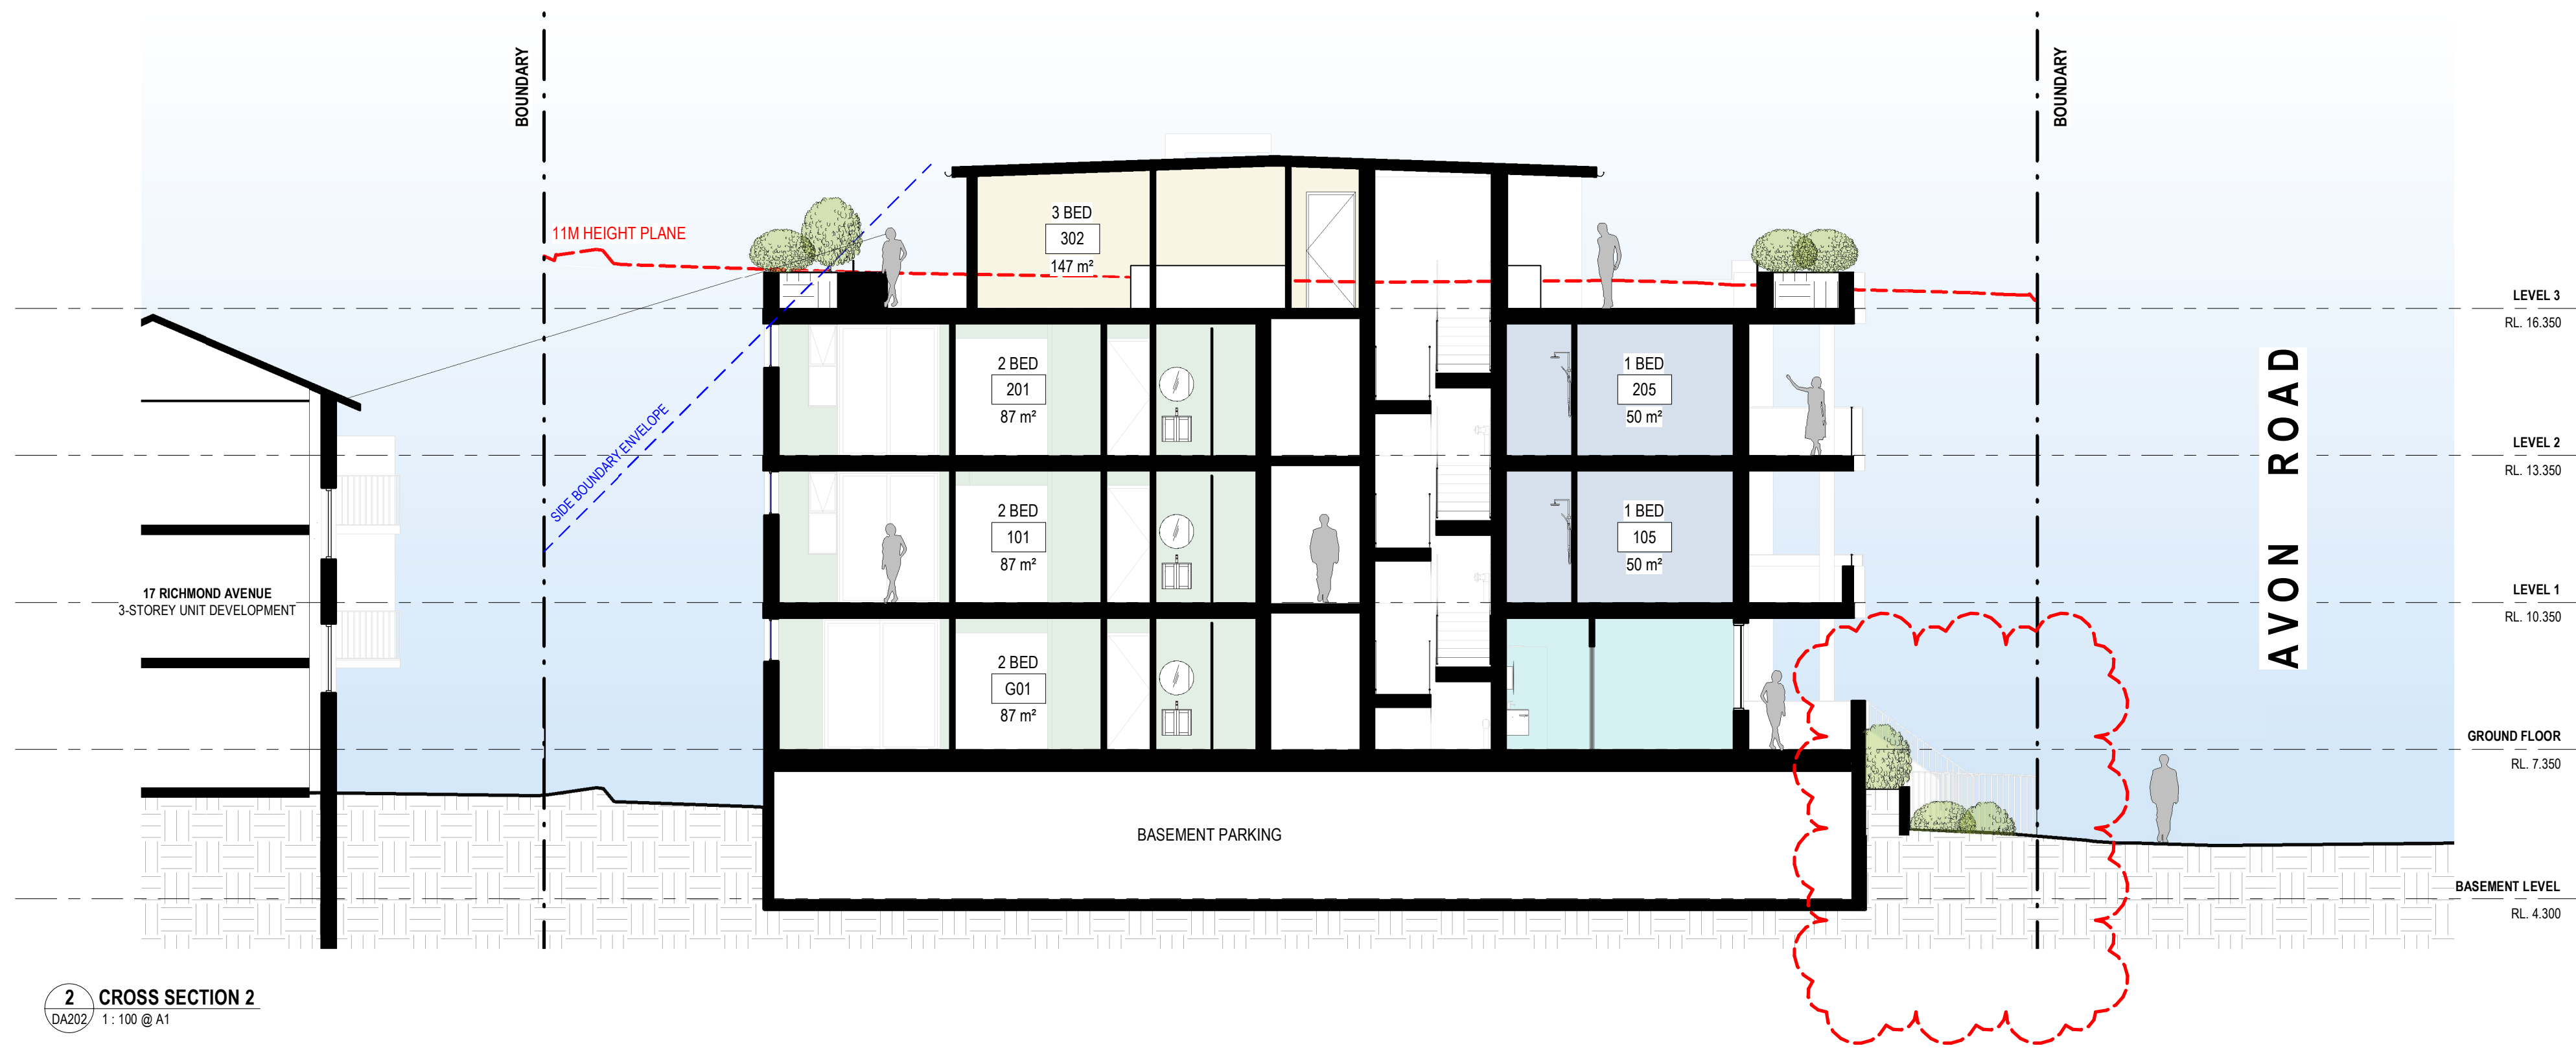 BOUNDARY
BOUNDARY
11M HEIGHT PLANE
3 BED
302
147 m²
LEVEL 3
RL. 16.350
SIDE BOUNDARY ENVELOPE
2 BED
201
87 m²
1 BED
205
50 m²
AVON ROAD
LEVEL 2
RL. 13.350
2 BED
101
87 m²
1 BED
105
50 m²
17 RICHMOND AVENUE
3-STOREY UNIT DEVELOPMENT
LEVEL 1
RL. 10.350
2 BED
G01
87 m²
GROUND FLOOR
RL. 7.350
BASEMENT PARKING
BASEMENT LEVEL
RL. 4.300
2
DA202
CROSS SECTION 2
1 : 100 @ A1